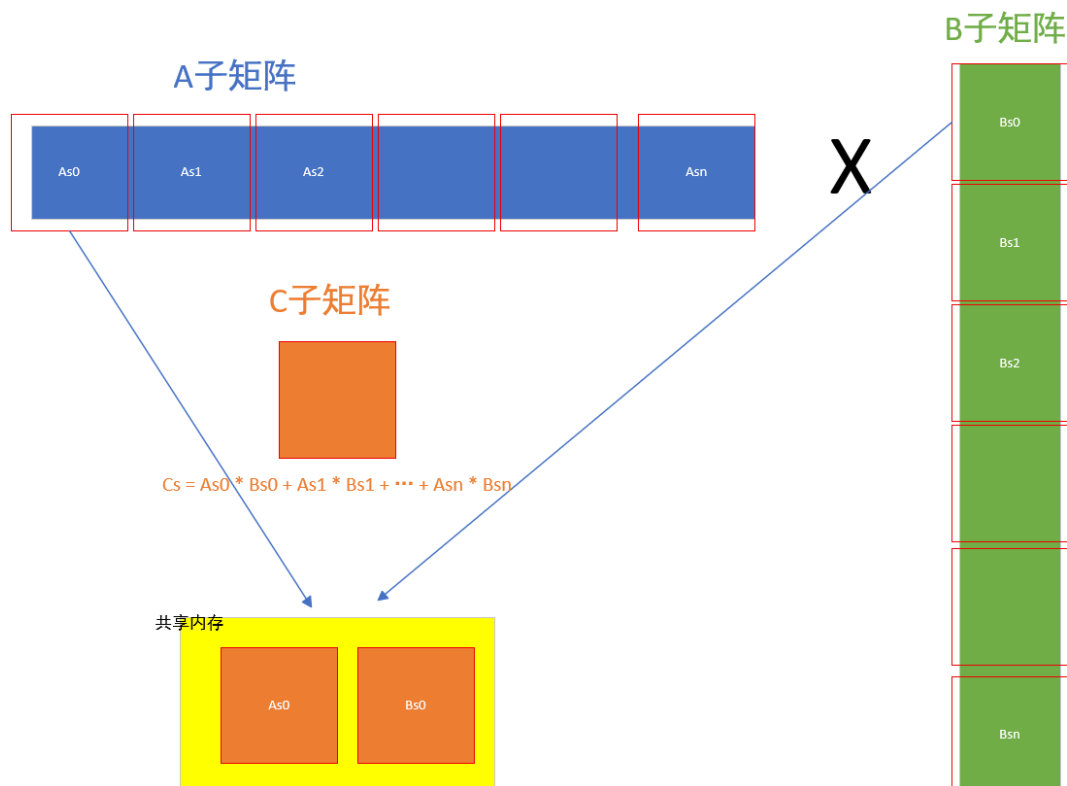 B子矩阵
A子矩阵
As0
As1
As2
Asn
X
Bs0
Bs1
Bs2
Bsn
C子矩阵
Cs = As0 * Bs0 + As1 * Bs1 + ··· + Asn * Bsn
共享内存
As0
Bs0